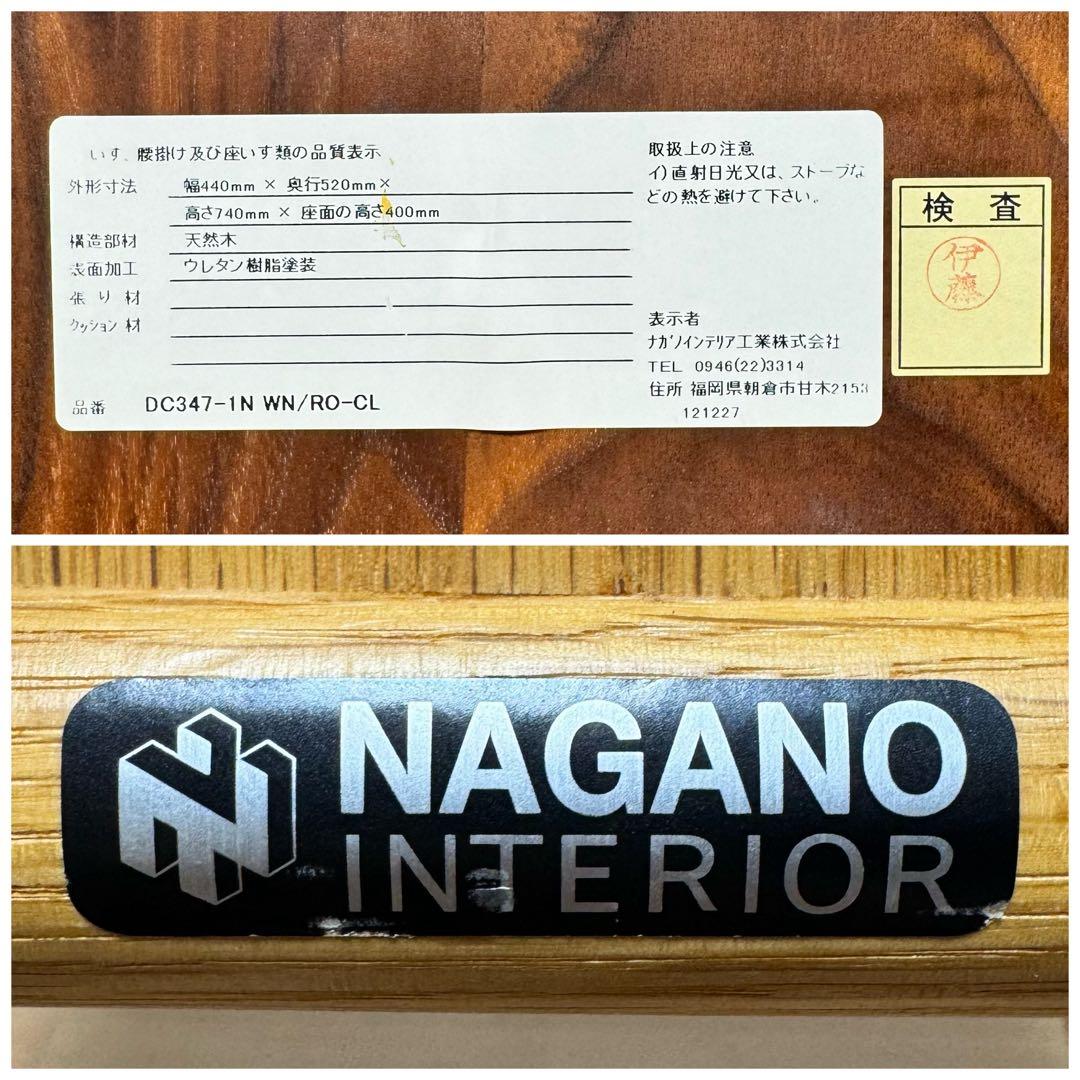 いす、腰掛け及び座いす類の品質表示
外形寸法 幅440mm × 奥行520mm×
高さ740mm × 座面の高さ400mm
構造部材 天然木
表面加工 ウレタン樹脂塗装
張り材
クッション材
品番 DC347-1N WN/RO-CL
取扱上の注意
イ)直射日光又は、ストーブな
どの熱を避けて下さい。
表示者
ナガノインテリア工業株式会社
TEL 0946(22)3314
住所 福岡県朝倉市甘木2153
121227
検査
伊藤
NAGANO
INTERIOR